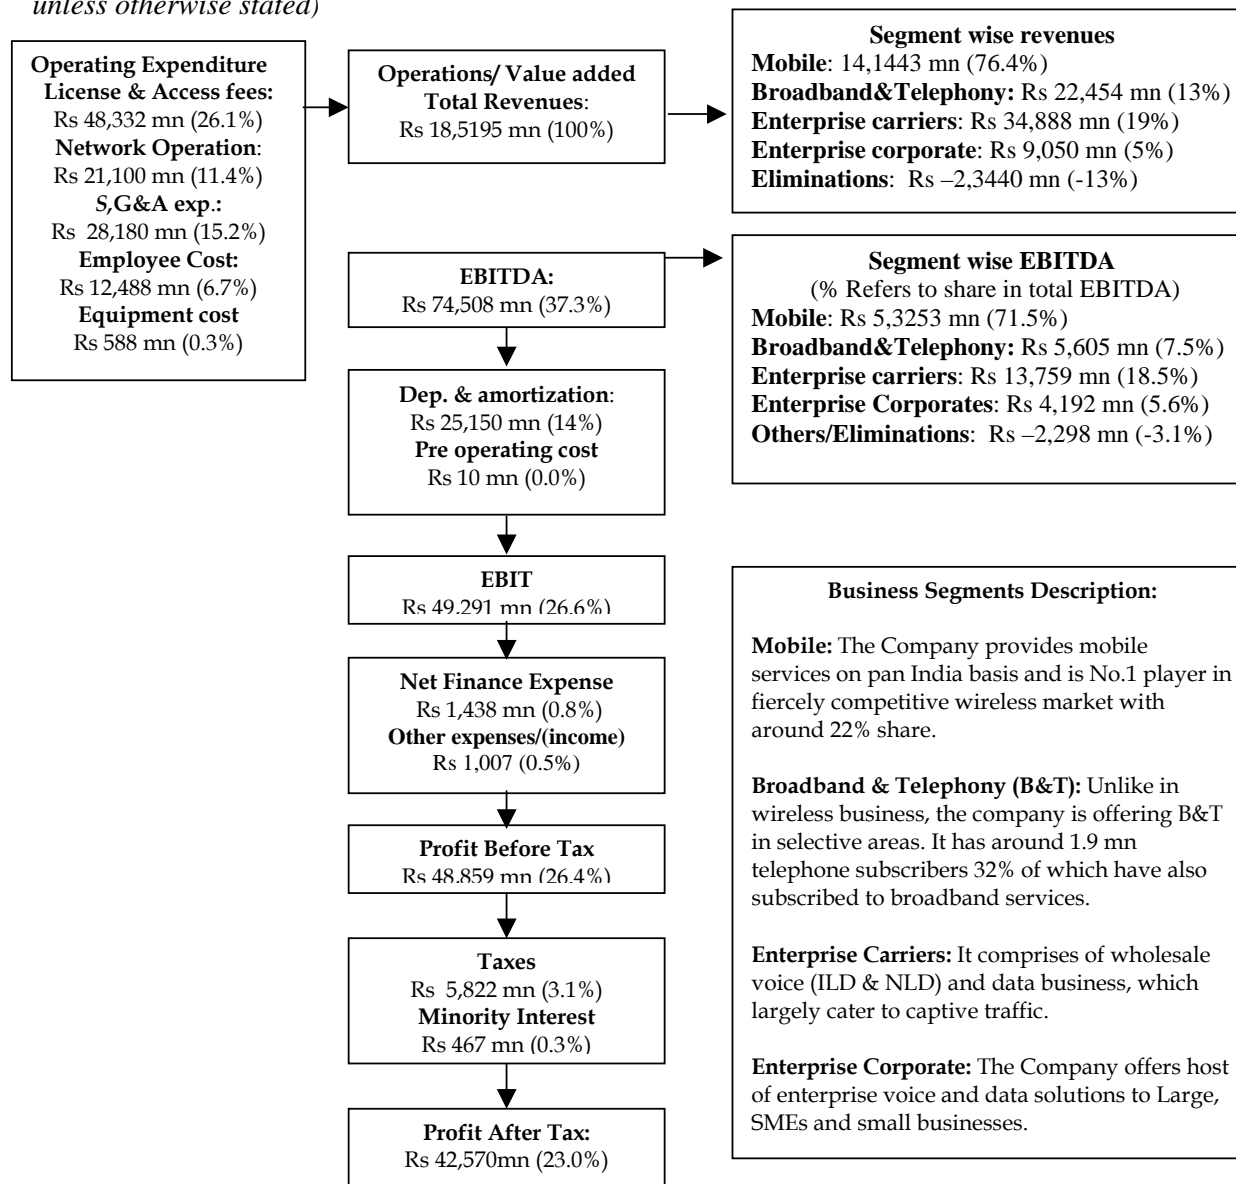 unless otherwise stated)
Operating Expenditure
License & Access fees:
Rs 48,332 mn (26.1%)
Network Operation:
Rs 21,100 mn (11.4%)
S,G&A exp.:
Rs 28,180 mn (15.2%)
Employee Cost:
Rs 12,488 mn (6.7%)
Equipment cost
Rs 588 mn (0.3%)
Operations/ Value added
Total Revenues:
Rs 18,5195 mn (100%)
Segment wise revenues
Mobile: 14,1443 mn (76.4%)
Broadband&Telephony: Rs 22,454 mn (13%)
Enterprise carriers: Rs 34,888 mn (19%)
Enterprise corporate: Rs 9,050 mn (5%)
Eliminations: Rs –2,3440 mn (-13%)
EBITDA:
Rs 74,508 mn (37.3%)
Segment wise EBITDA
(% Refers to share in total EBITDA)
Mobile: Rs 5,3253 mn (71.5%)
Broadband&Telephony: Rs 5,605 mn (7.5%)
Enterprise carriers: Rs 13,759 mn (18.5%)
Enterprise Corporates: Rs 4,192 mn (5.6%)
Others/Eliminations: Rs –2,298 mn (-3.1%)
Dep. & amortization:
Rs 25,150 mn (14%)
Pre operating cost
Rs 10 mn (0.0%)
EBIT
Rs 49,291 mn (26.6%)
Net Finance Expense
Rs 1,438 mn (0.8%)
Other expenses/(income)
Rs 1,007 (0.5%)
Profit Before Tax
Rs 48,859 mn (26.4%)
Taxes
Rs 5,822 mn (3.1%)
Minority Interest
Rs 467 mn (0.3%)
Profit After Tax:
Rs 42,570mn (23.0%)
Business Segments Description:
Mobile: The Company provides mobile
services on pan India basis and is No.1 player in
fiercely competitive wireless market with
around 22% share.
Broadband & Telephony (B&T): Unlike in
wireless business, the company is offering B&T
in selective areas. It has around 1.9 mn
telephone subscribers 32% of which have also
subscribed to broadband services.
Enterprise Carriers: It comprises of wholesale
voice (ILD & NLD) and data business, which
largely cater to captive traffic.
Enterprise Corporate: The Company offers host
of enterprise voice and data solutions to Large,
SMEs and small businesses.